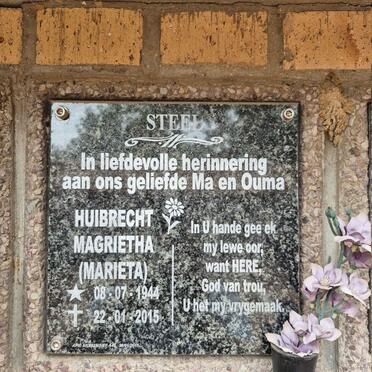 STEEL
In liefdevolle herinnering
aan ons geliefde Ma en Ouma
HUIBRECHT
MAGRIETHA
(MARIETA)
08 - 07 - 1944
22 - 01 - 2015
In U hande gee ek
my lewe oor,
want HERE,
God van trou,
U het my vrygemaak.